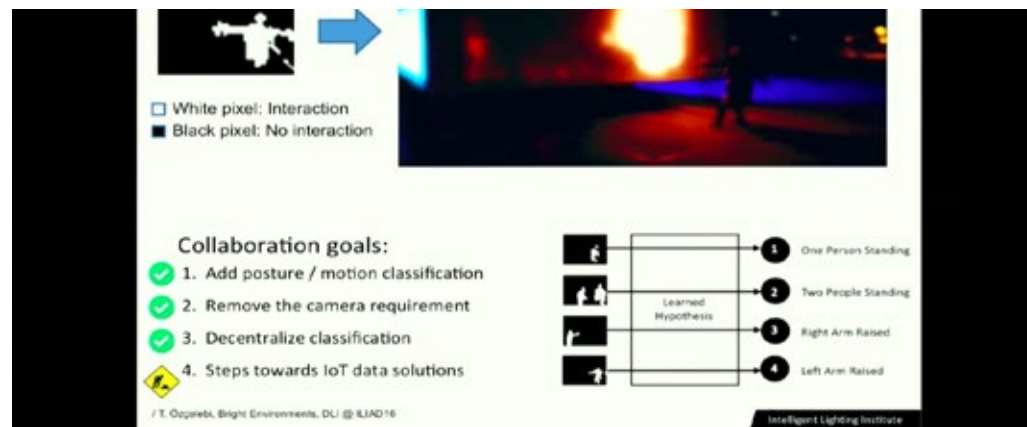 White pixel: Interaction
Black pixel: No interaction
Collaboration goals:
1. Add posture / motion classification
2. Remove the camera requirement
3. Decentralize classification
4. Steps towards IoT data solutions
Learned
Hypothesis
1 One Person Standing
2 Two People Standing
3 Right Arm Raised
4 Left Arm Raised
/ T. Özçelebi, Bright Environments, DLI @ ILIAD16
Intelligent Lighting Institute